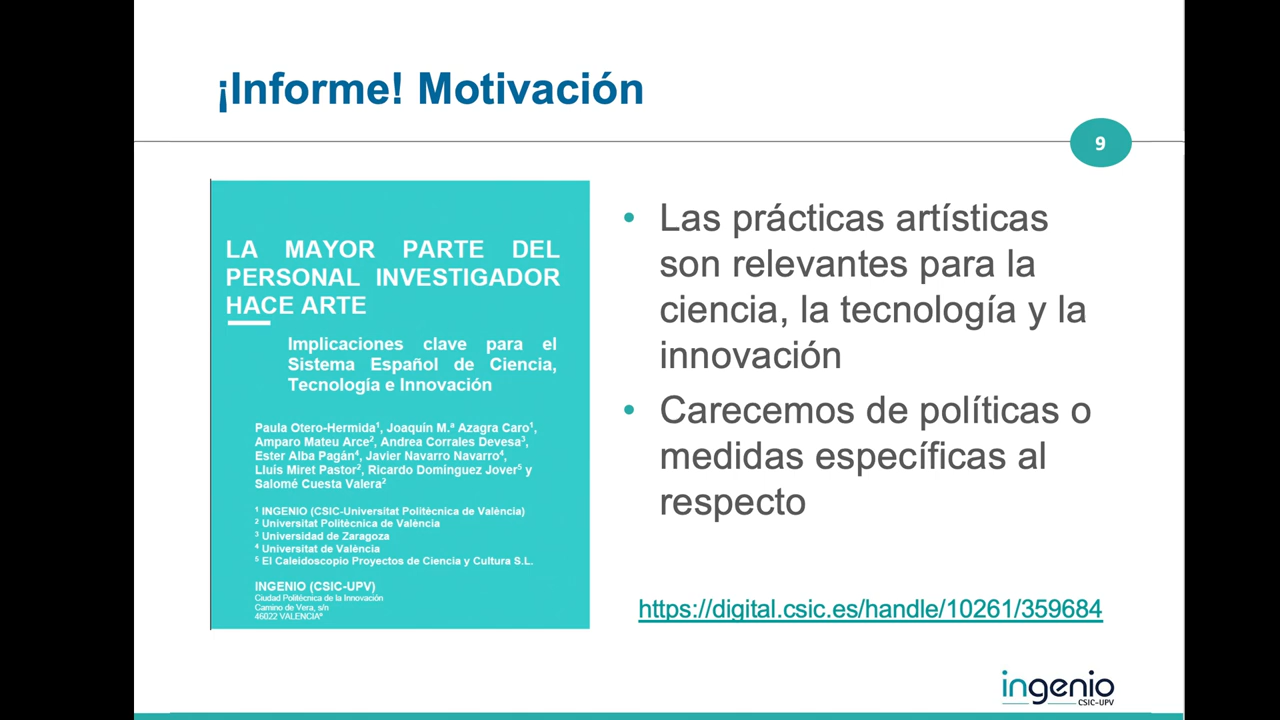 ¡Informe! Motivación
9
LA MAYOR PARTE DEL
PERSONAL INVESTIGADOR
HACE ARTE
Implicaciones clave para el
Sistema Español de Ciencia,
Tecnología e Innovación
Paula Otero-Hermida¹, Joaquín M.ª Azagra Caro¹,
Amparo Mateu Arce², Andrea Corrales Devesa³,
Ester Alba Pagán⁴, Javier Navarro Navarro⁴,
Lluís Miret Pastor², Ricardo Domínguez Jover⁵ y
Salomé Cuesta Valera²
¹ INGENIO (CSIC-Universitat Politècnica de València)
² Universitat Politècnica de València
³ Universidad de Zaragoza
⁴ Universitat de València
⁵ El Caleidoscopio Proyectos de Ciencia y Cultura S.L.
INGENIO (CSIC-UPV)
Ciudad Politécnica de la Innovación
Camino de Vera, s/n
46022 VALENCIAª
• Las prácticas artísticas
son relevantes para la
ciencia, la tecnología y la
innovación
• Carecemos de políticas o
medidas específicas al
respecto
https://digital.csic.es/handle/10261/359684
ingenio
CSIC-UPV